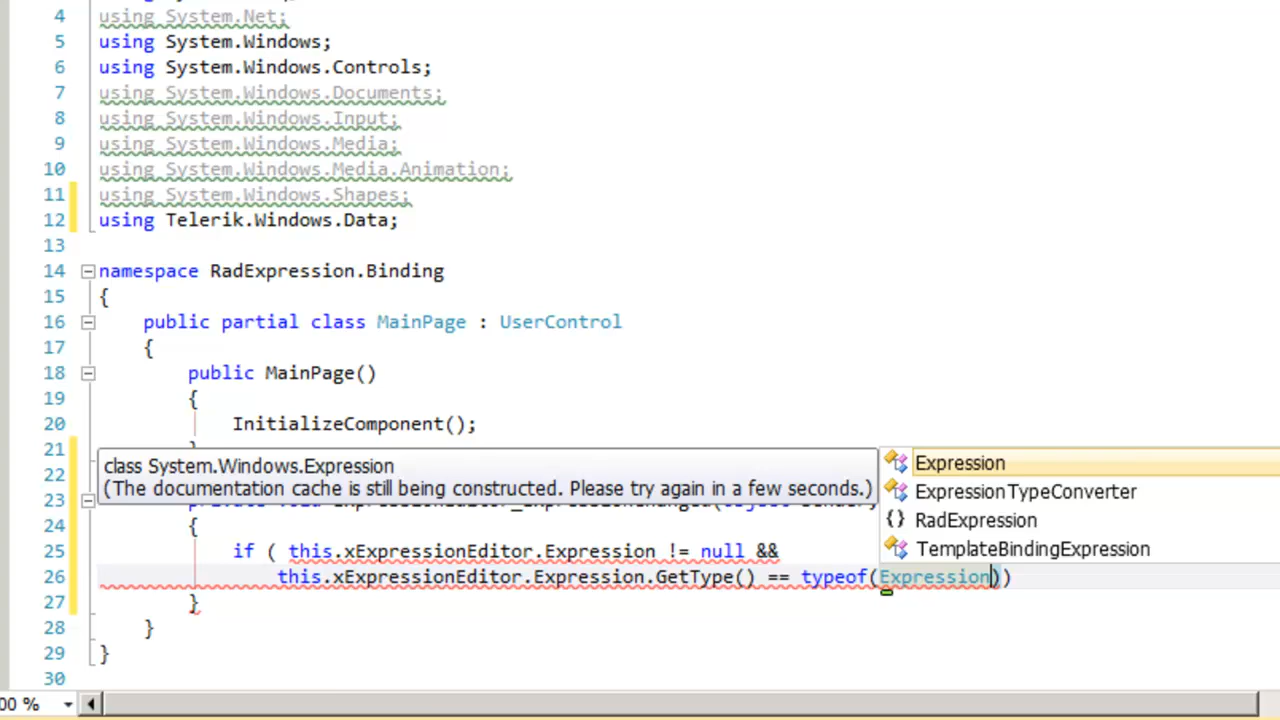 4 using System.Net;
5 using System.Windows;
6 using System.Windows.Controls;
7 using System.Windows.Documents;
8 using System.Windows.Input;
9 using System.Windows.Media;
10 using System.Windows.Media.Animation;
11 using System.Windows.Shapes;
12 using Telerik.Windows.Data;
13
14 namespace RadExpression.Binding
15 {
16 public partial class MainPage : UserControl
17 {
18 public MainPage()
19 {
20 InitializeComponent();
21
class System.Windows.Expression
(The documentation cache is still being constructed. Please try again in a few seconds.)
Expression
ExpressionTypeConverter
RadExpression
TemplateBindingExpression
22
23
24 {
25 if ( this.xExpressionEditor.Expression != null &&
26 this.xExpressionEditor.Expression.GetType() == typeof(Expression))
27 }
28 }
29 }
30
00 %